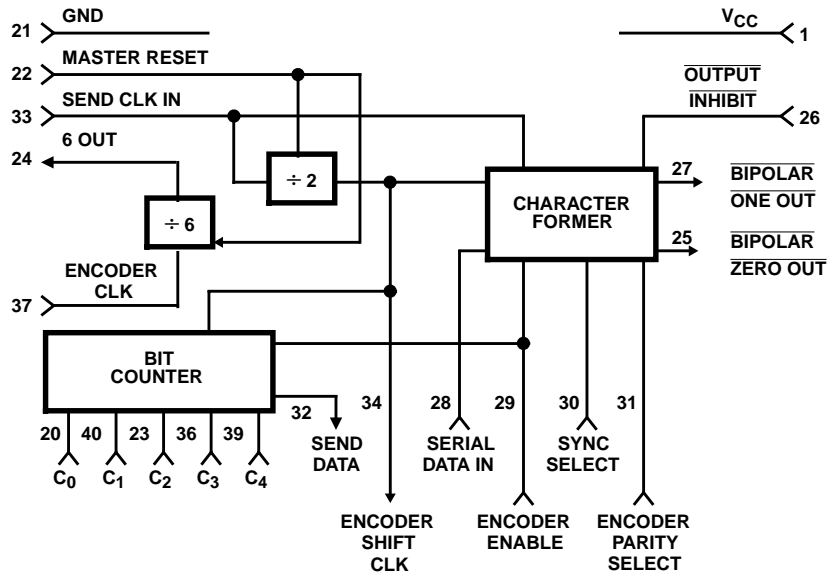 21 GND
V_CC 1
22 MASTER RESET
33 SEND CLK IN
OUTPUT
INHIBIT 26
24 6 OUT
÷ 2
27 BIPOLAR
ONE OUT
CHARACTER
FORMER
÷ 6
25 BIPOLAR
ZERO OUT
37 ENCODER
CLK
BIT
COUNTER
32
34
28
29
30
31
20 40 23 36 39
C0 C1 C2 C3 C4
SEND
DATA
SERIAL
DATA IN
SYNC
SELECT
ENCODER
SHIFT
CLK
ENCODER
ENABLE
ENCODER
PARITY
SELECT